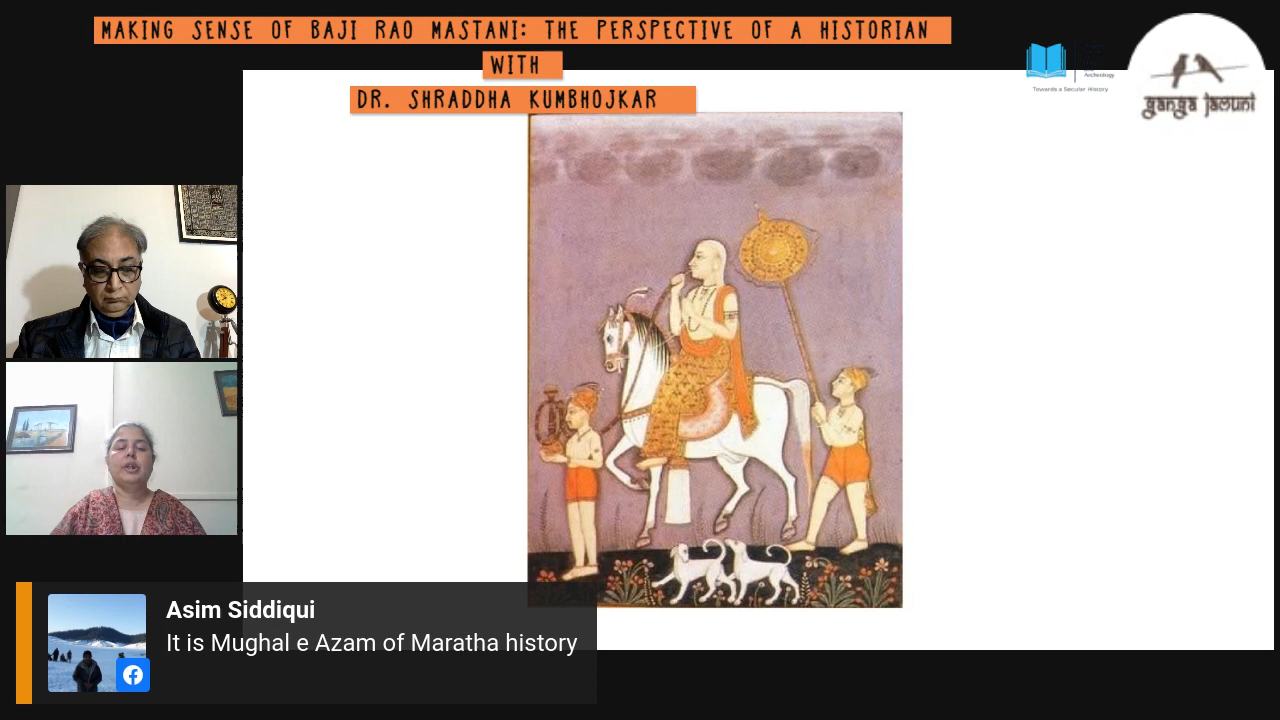 MAKING SENSE OF BAJI RAO MASTANI: THE PERSPECTIVE OF A HISTORIAN
WITH
DR. SHRADDHA KUMBHOJKAR
Archeology
Towards a Secular History
ganga jamuni
Asim Siddiqui
It is Mughal e Azam of Maratha history